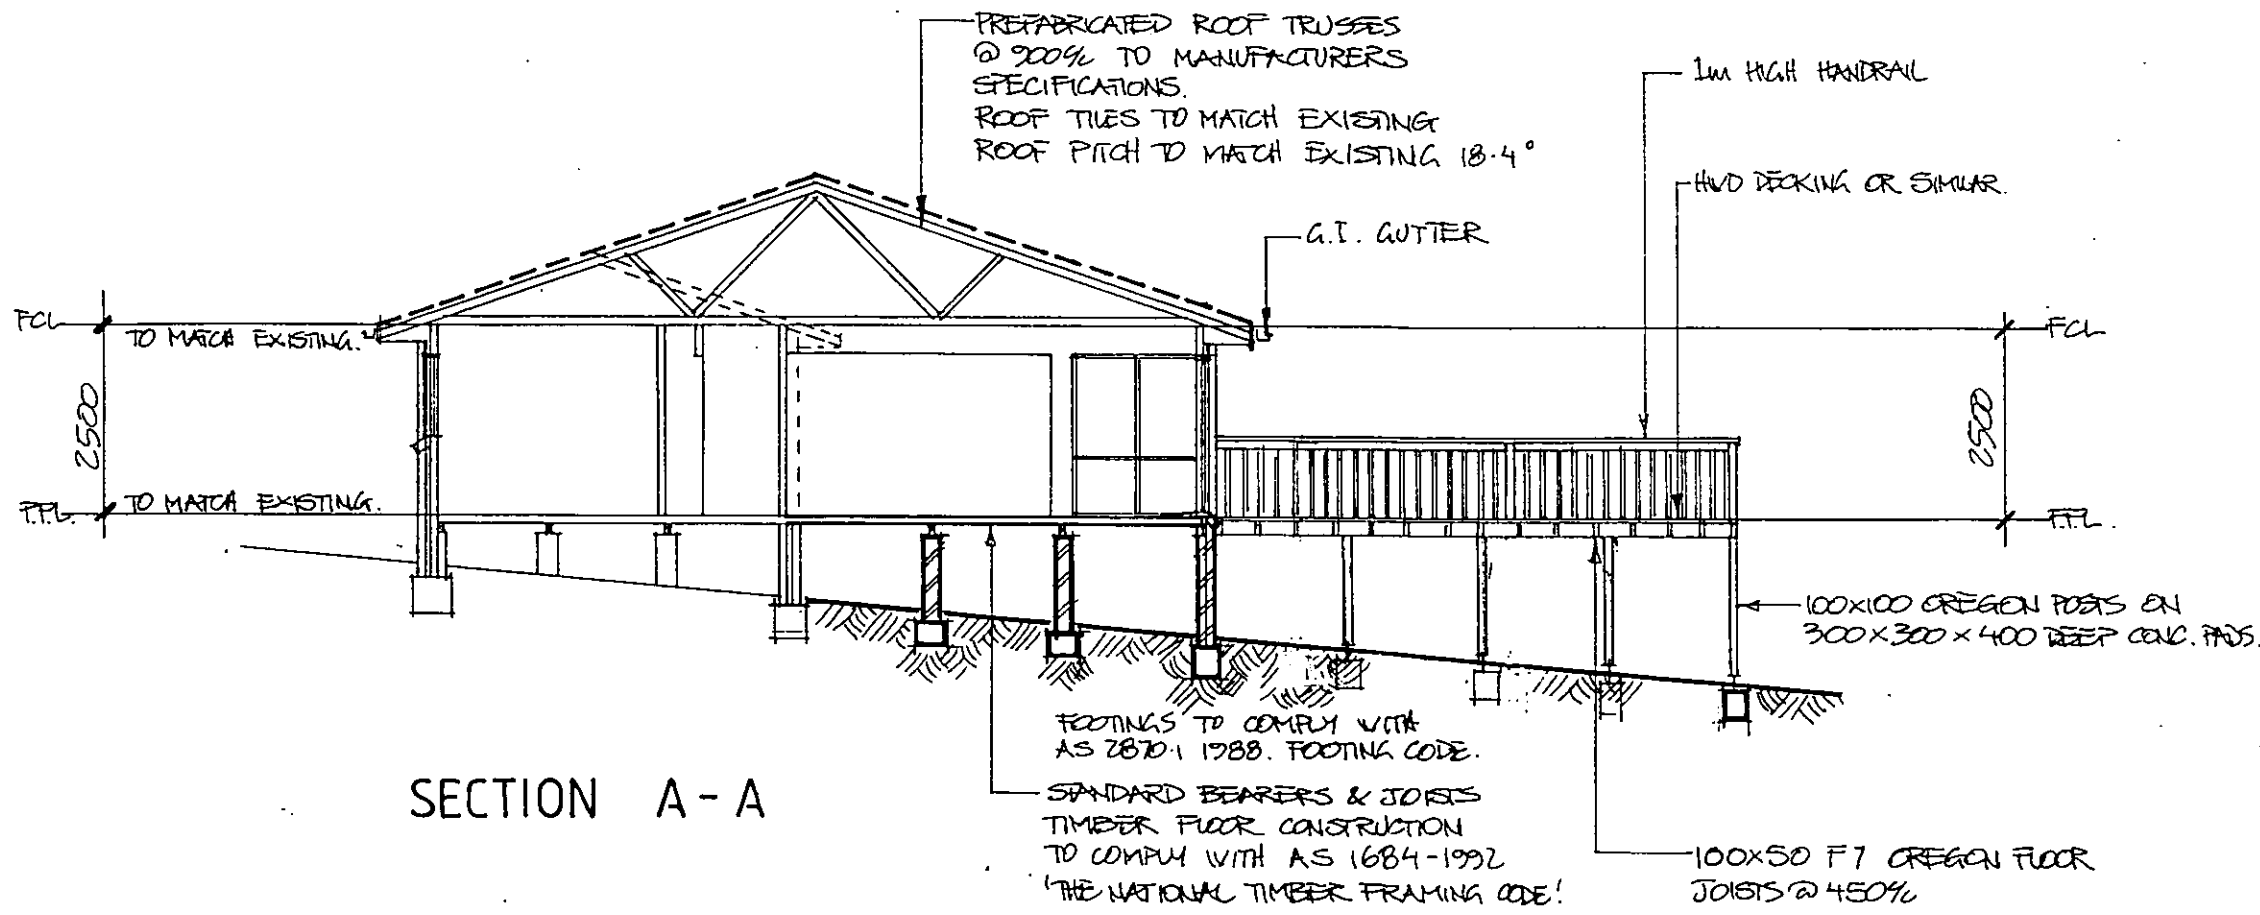 PREFABRICATED ROOF TRUSSES
@ 900% TO MANUFACTURERS
SPECIFICATIONS.
ROOF TILES TO MATCH EXISTING
ROOF PITCH TO MATCH EXISTING 18.4°
1m HIGH HANDRAIL
HWD DECKING OR SIMILAR.
G.I. GUTTER
FCL
TO MATCH EXISTING.
FCL
2500
2500
F.F.L.
TO MATCH EXISTING.
F.F.L.
100x100 OREGON POSTS ON
300x300x400 DEEP CONC. PADS.
FOOTINGS TO COMPLY WITH
AS 2870.1 1988. FOOTING CODE.
SECTION A-A
STANDARD BEARERS & JOISTS
TIMBER FLOOR CONSTRUCTION
TO COMPLY WITH AS 1684-1992
'THE NATIONAL TIMBER FRAMING CODE'.
100x50 F7 OREGON FLOOR
JOISTS @ 450%